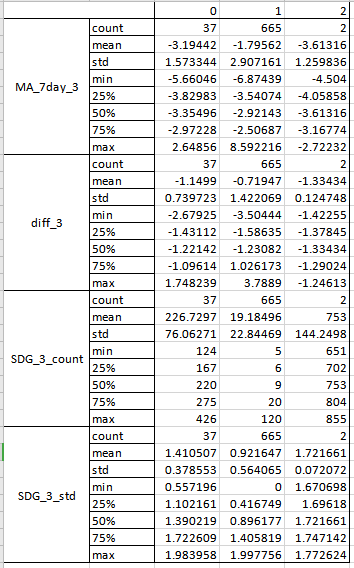 0 1 2
MA_7day_3 count 37 665 2
mean -3.19442 -1.79562 -3.61316
std 1.573344 2.907161 1.259836
min -5.66046 -6.87439 -4.504
25% -3.82983 -3.54074 -4.05858
50% -3.35496 -2.92143 -3.61316
75% -2.97228 -2.50687 -3.16774
max 2.64856 8.592216 -2.72232
diff_3 count 37 665 2
mean -1.1499 -0.71947 -1.33434
std 0.739723 1.422069 0.124748
min -2.67925 -3.50444 -1.42255
25% -1.43112 -1.58635 -1.37845
50% -1.22142 -1.23082 -1.33434
75% -1.09614 1.026173 -1.29024
max 1.748239 3.7889 -1.24613
SDG_3_count count 37 665 2
mean 226.7297 19.18496 753
std 76.06271 22.84469 144.2498
min 124 5 651
25% 167 6 702
50% 220 9 753
75% 275 20 804
max 426 120 855
SDG_3_std count 37 665 2
mean 1.410507 0.921647 1.721661
std 0.378553 0.564065 0.072072
min 0.557196 0 1.670698
25% 1.102161 0.416749 1.69618
50% 1.390219 0.896177 1.721661
75% 1.722609 1.405819 1.747142
max 1.983958 1.997756 1.772624